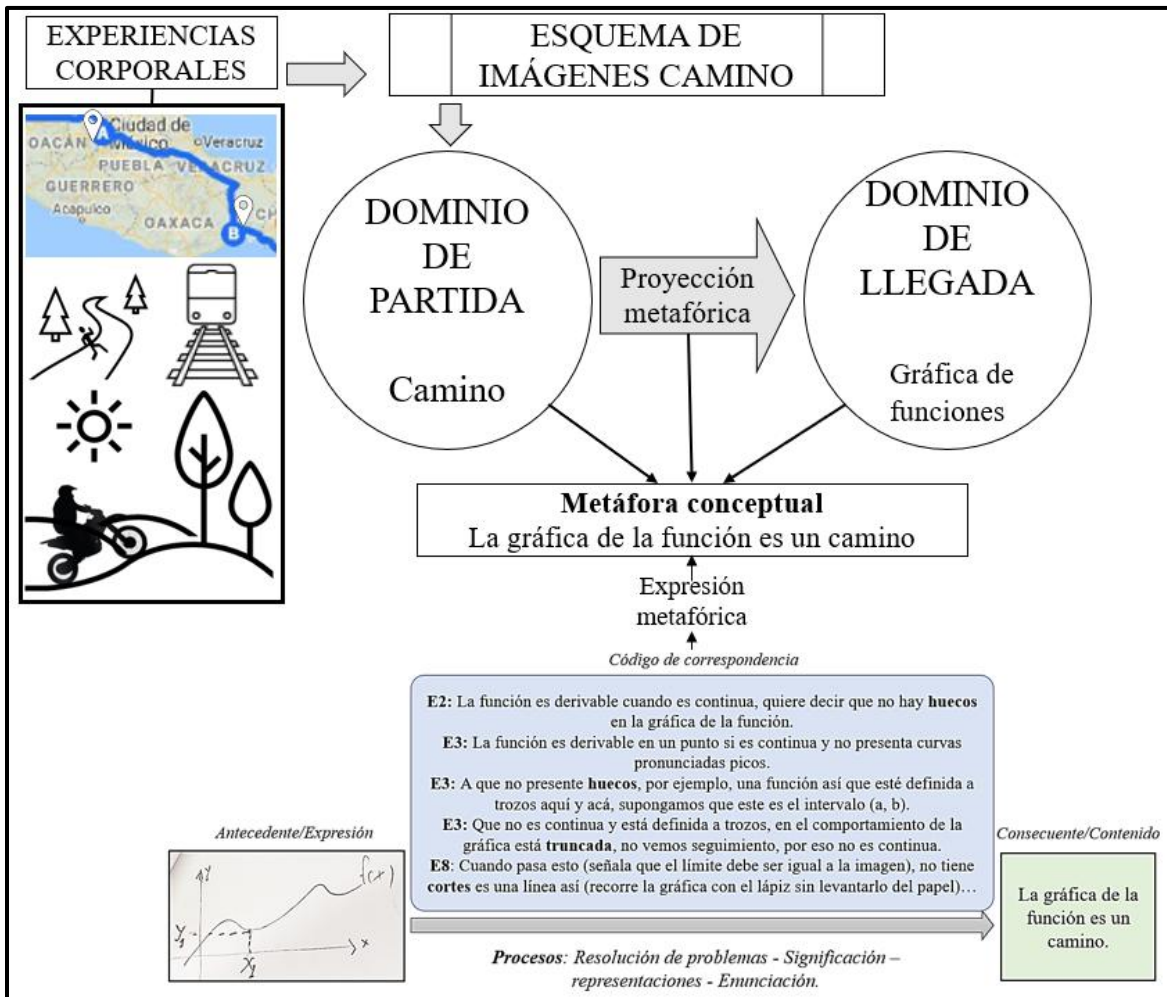 EXPERIENCIAS
CORPORALES
ESQUEMA DE
IMÁGENES CAMINO
Ciudad de
México
A
OACÁN
Veracruz
PUEBLA
VERACRUZ
GUERRERO
Acapulco
OAXACA
CH
B
DOMINIO
DE
PARTIDA
Camino
Proyección
metafórica
DOMINIO
DE
LLEGADA
Gráfica de
funciones
Metáfora conceptual
La gráfica de la función es un camino
Expresión
metafórica
Código de correspondencia
E2: La función es derivable cuando es continua, quiere decir que no hay huecos
en la gráfica de la función.
E3: La función es derivable en un punto si es continua y no presenta curvas
pronunciadas picos.
E3: A que no presente huecos, por ejemplo, una función así que esté definida a
trozos aquí y acá, supongamos que este es el intervalo (a, b).
E3: Que no es continua y está definida a trozos, en el comportamiento de la
gráfica está truncada, no vemos seguimiento, por eso no es continua.
E8: Cuando pasa esto (señala que el límite debe ser igual a la imagen), no tiene
cortes es una línea así (recorre la gráfica con el lápiz sin levantarlo del papel)…
Antecedente/Expresión
y
f(x)
y₁
x
x₁
Procesos: Resolución de problemas - Significación –
representaciones - Enunciación.
Consecuente/Contenido
La gráfica de la
función es un
camino.